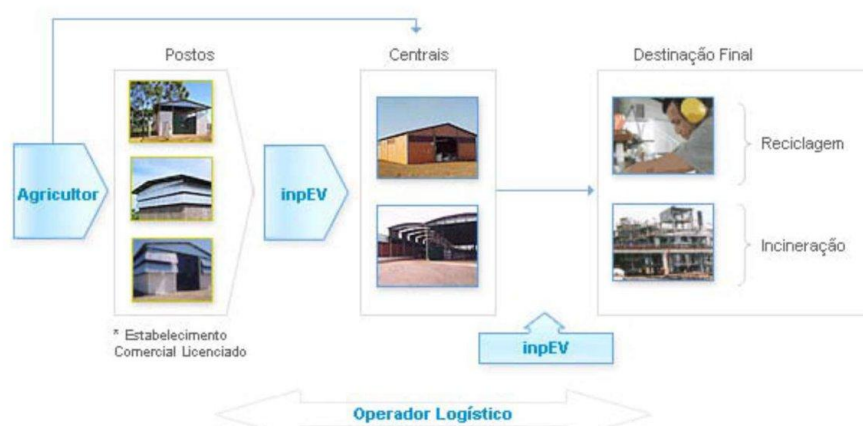 Postos
Centrais
Destinação Final
Agricultor
inpEV
Reciclagem
Incineração
* Estabelecimento
Comercial Licenciado
inpEV
Operador Logístico